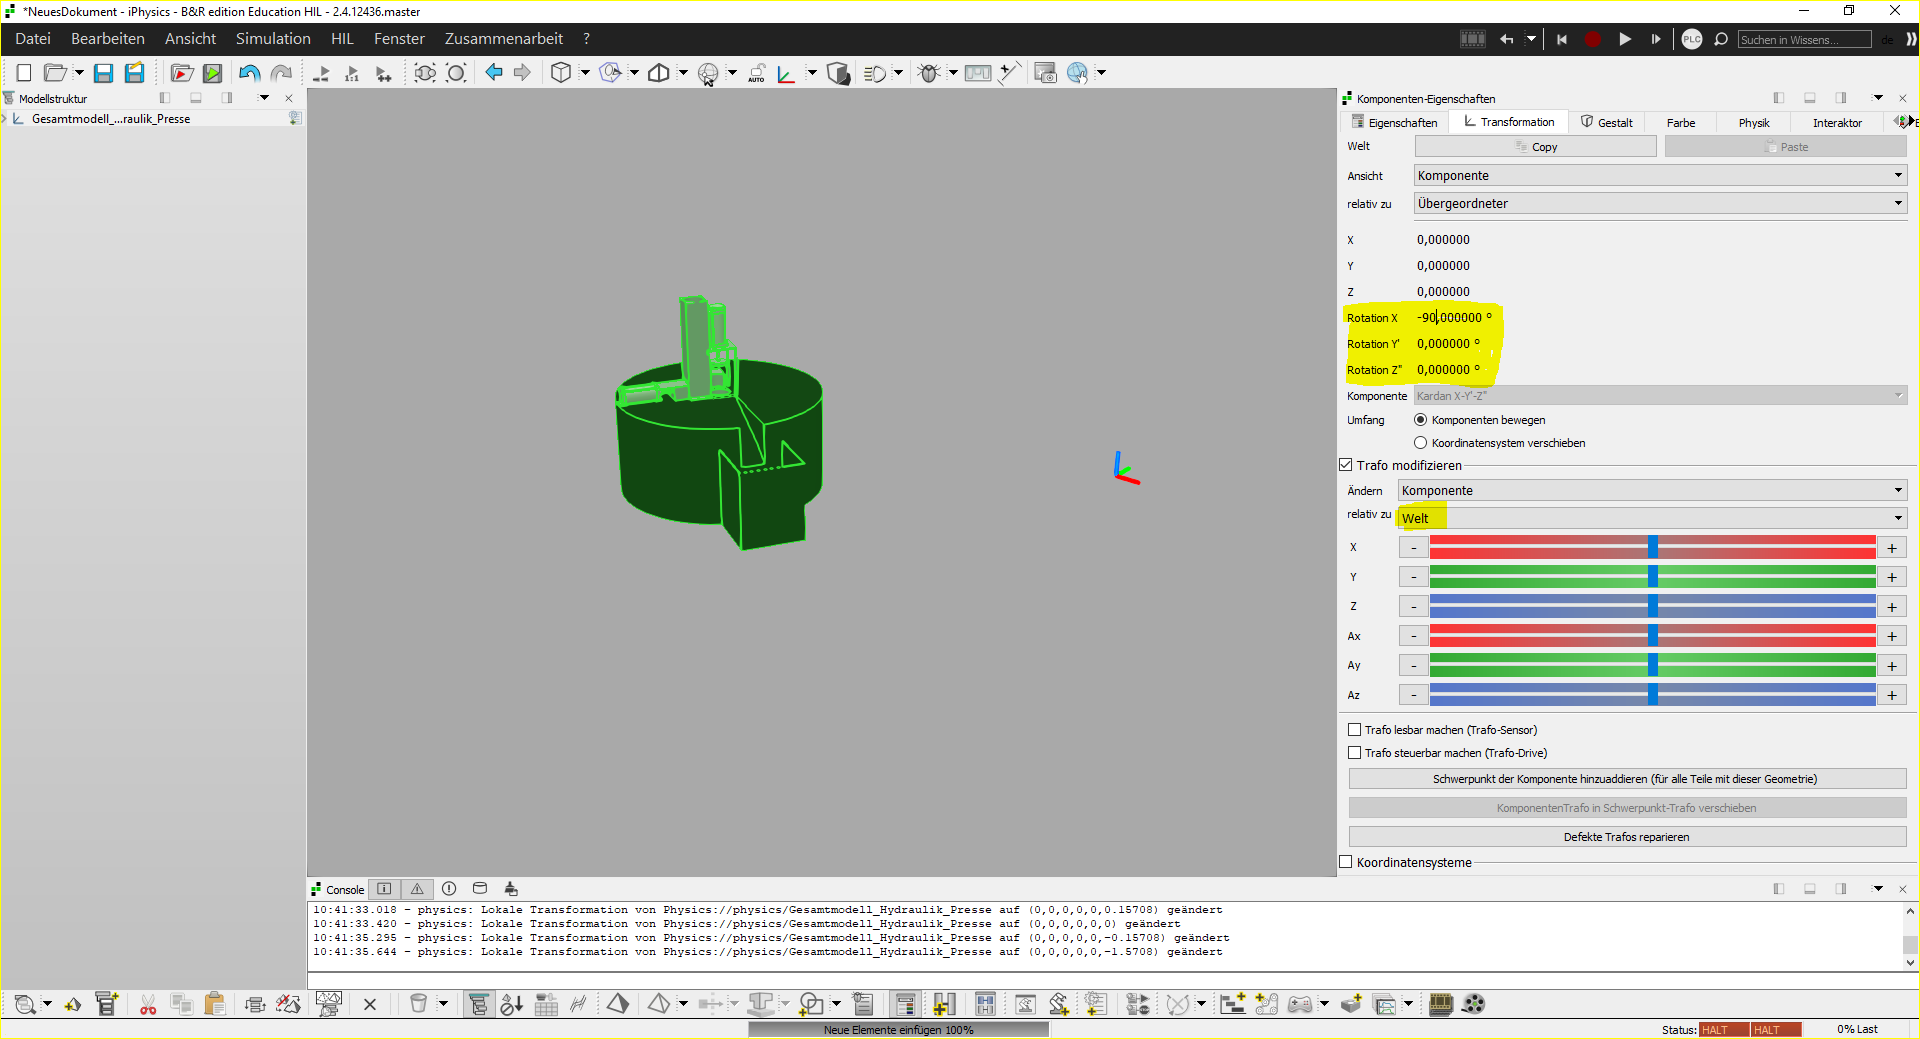 *NeuesDokument - iPhysics - B&R edition Education HIL - 2.4.12436.master
Datei Bearbeiten Ansicht Simulation HIL Fenster Zusammenarbeit ?
PLC Suchen in Wissens... de
1:1 AUTO
Modellstruktur
Gesamtmodell_...raulik_Presse
Komponenten-Eigenschaften
Eigenschaften Transformation Gestalt Farbe Physik Interaktor
Welt Copy Paste
Ansicht Komponente
relativ zu Übergeordneter
X 0,000000
Y 0,000000
Z 0,000000
Rotation X -90,000000 °
Rotation Y' 0,000000 °
Rotation Z" 0,000000 °
Komponente Kardan X-Y'-Z"
Umfang Komponenten bewegen
Koordinatensystem verschieben
Trafo modifizieren
Ändern Komponente
relativ zu Welt
X - +
Y - +
Z - +
Ax - +
Ay - +
Az - +
Trafo lesbar machen (Trafo-Sensor)
Trafo steuerbar machen (Trafo-Drive)
Schwerpunkt der Komponente hinzuaddieren (für alle Teile mit dieser Geometrie)
KomponentenTrafo in Schwerpunkt-Trafo verschieben
Defekte Trafos reparieren
Koordinatensysteme
Console
10:41:33.018 - physics: Lokale Transformation von Physics://physics/Gesamtmodell_Hydraulik_Presse auf (0,0,0,0,0,0.15708) geändert
10:41:33.420 - physics: Lokale Transformation von Physics://physics/Gesamtmodell_Hydraulik_Presse auf (0,0,0,0,0,0) geändert
10:41:35.295 - physics: Lokale Transformation von Physics://physics/Gesamtmodell_Hydraulik_Presse auf (0,0,0,0,0,-0.15708) geändert
10:41:35.644 - physics: Lokale Transformation von Physics://physics/Gesamtmodell_Hydraulik_Presse auf (0,0,0,0,0,-1.5708) geändert
Neue Elemente einfügen 100%
Status: HALT HALT 0% Last